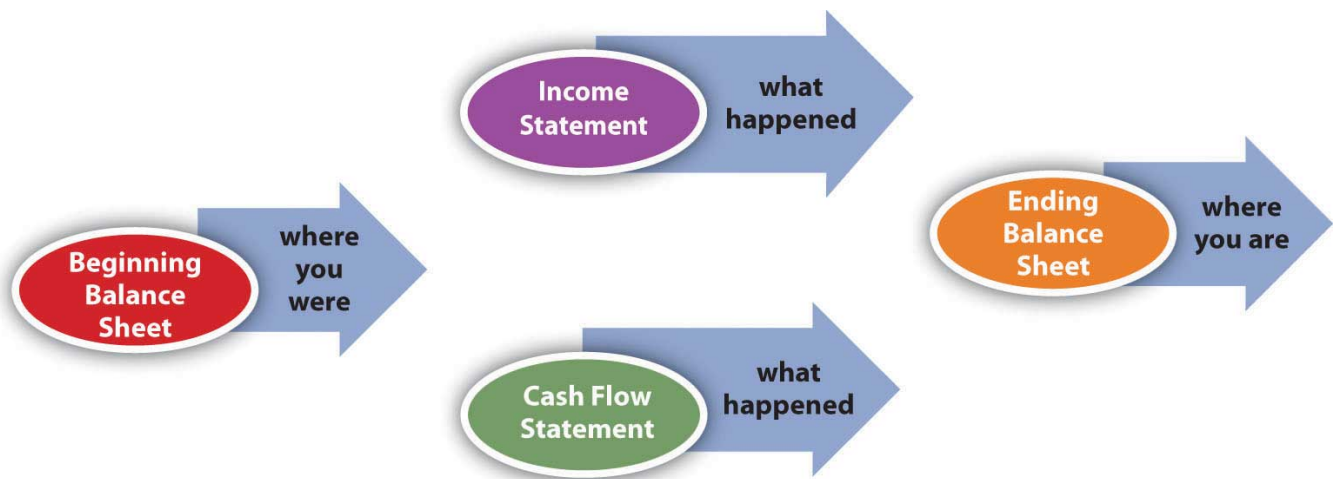 Beginning
Balance
Sheet
where
you
were
Income
Statement
what
happened
Cash Flow
Statement
what
happened
Ending
Balance
Sheet
where
you are